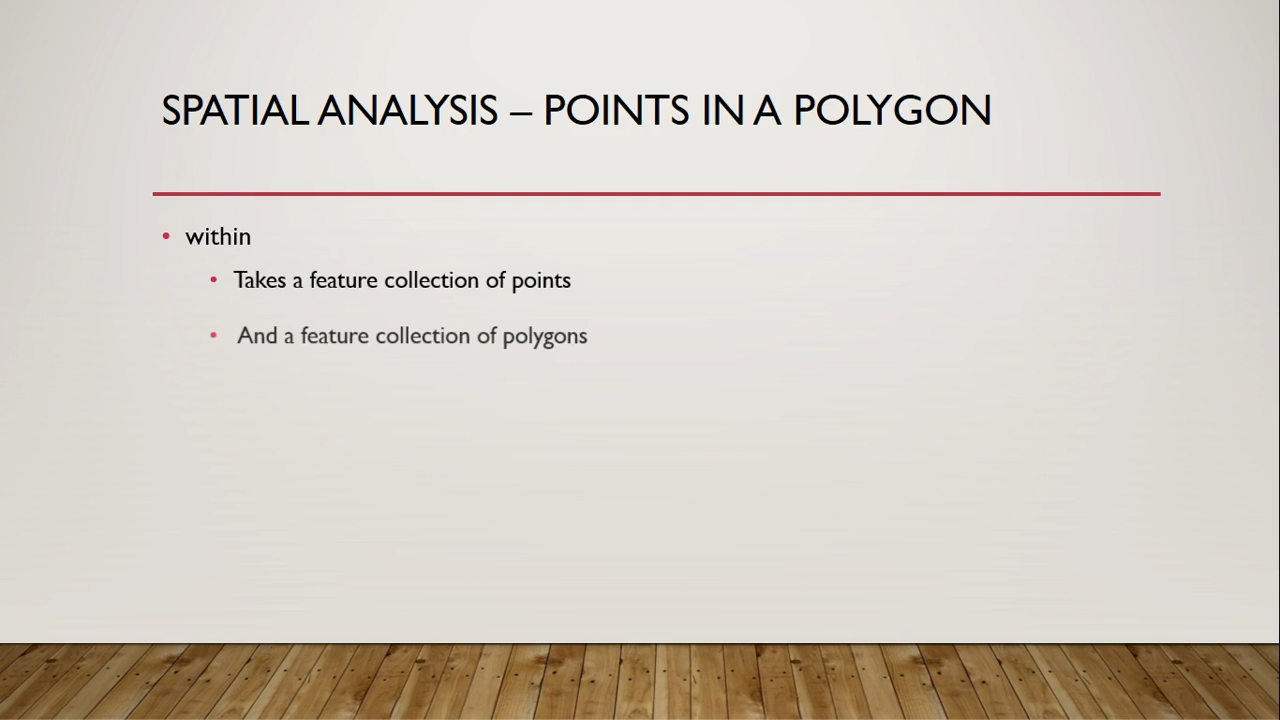 SPATIAL ANALYSIS – POINTS IN A POLYGON
• within
• Takes a feature collection of points
• And a feature collection of polygons